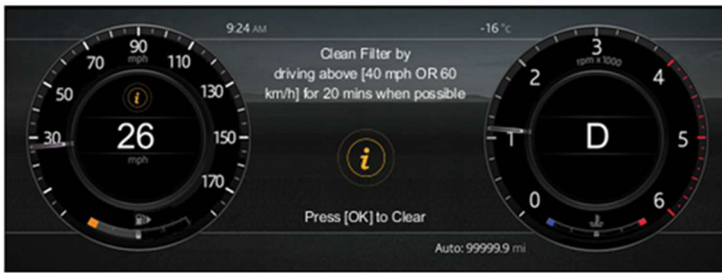 9:24 AM
-16 °c
90
mph
70
110
50
130
30
150
170
i
26
mph
Clean Filter by
driving above [40 mph OR 60
km/h] for 20 mins when possible
i
Press [OK] to Clear
3
rpm x 1000
2
4
1
5
0
6
D
Auto: 99999.9 mi